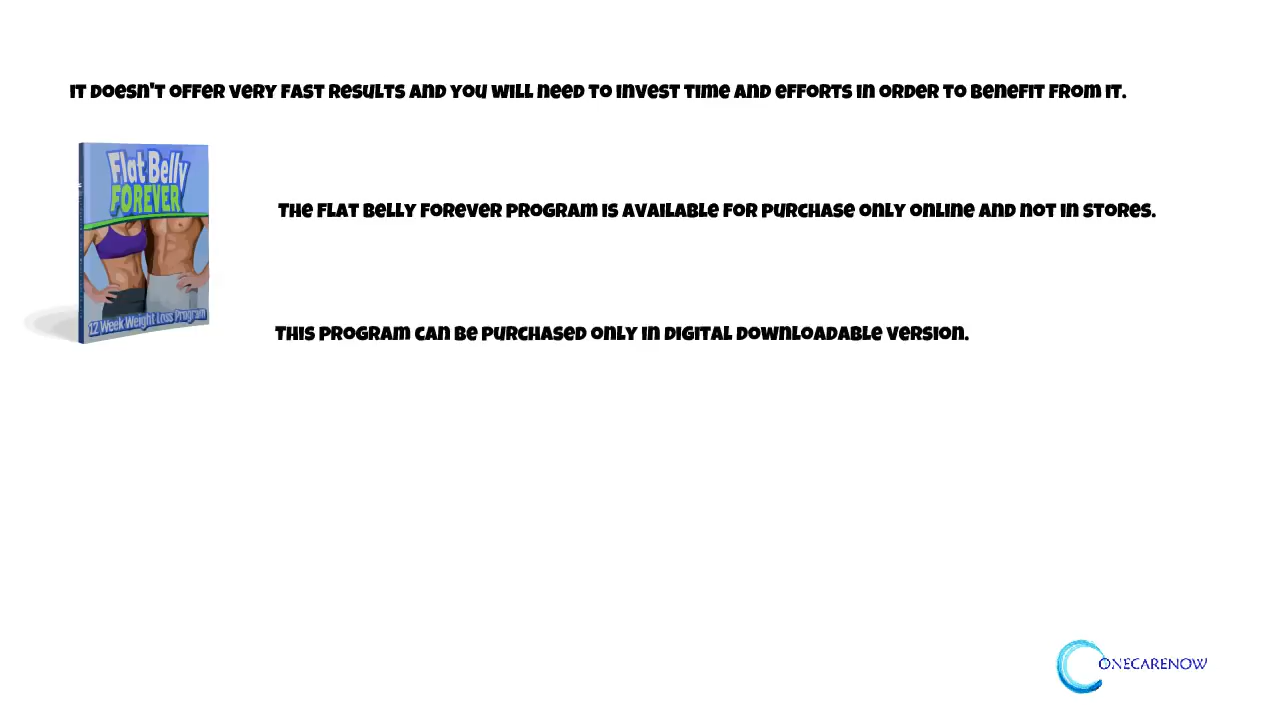 It doesn't offer very fast results and you will need to invest time and efforts in order to benefit from it.
Flat Belly
FOREVER
The Flat Belly Forever program is available for purchase only online and not in stores.
12 Week Weight Loss Program
This program can be purchased only in digital downloadable version.
ONECARENOW